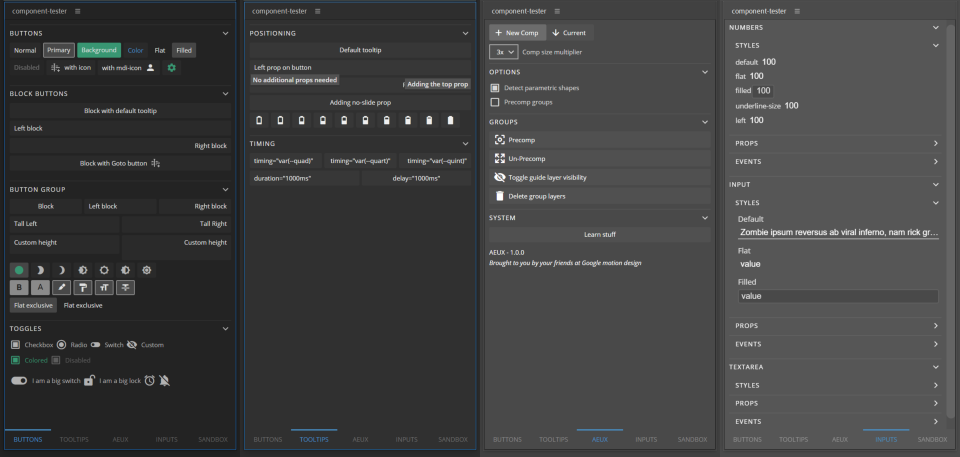 component-tester
BUTTONS
Normal Primary Background Color Flat Filled
Disabled with icon with mdi-icon
BLOCK BUTTONS
Block with default tooltip
Left block
Right block
Block with Goto button
BUTTON GROUP
Block Left block Right block
Tall Left Tall Right
Custom height Custom height
B A
Flat exclusive Flat exclusive
TOGGLES
Checkbox Radio Switch Custom
Colored Disabled
I am a big switch I am a big lock
BUTTONS TOOLTIPS AEUX INPUTS SANDBOX
component-tester
POSITIONING
Default tooltip
Left prop on button
No additional props needed
Adding the top prop
Adding no-slide prop
TIMING
timing="var(--quad)" timing="var(--quart)" timing="var(--quint)"
duration="1000ms" delay="1000ms"
BUTTONS TOOLTIPS AEUX INPUTS SANDBOX
component-tester
New Comp Current
3x Comp size multiplier
OPTIONS
Detect parametric shapes
Precomp groups
GROUPS
Precomp
Un-Precomp
Toggle guide layer visibility
Delete group layers
SYSTEM
Learn stuff
AEUX - 1.0.0
Brought to you by your friends at Google motion design
BUTTONS TOOLTIPS AEUX INPUTS SANDBOX
component-tester
NUMBERS
STYLES
default 100
flat 100
filled 100
underline-size 100
left 100
PROPS
EVENTS
INPUT
STYLES
Default
Zombie ipsum reversus ab viral inferno, nam rick gr...
Flat
value
Filled
value
PROPS
EVENTS
TEXTAREA
STYLES
PROPS
EVENTS
BUTTONS TOOLTIPS AEUX INPUTS SANDBOX